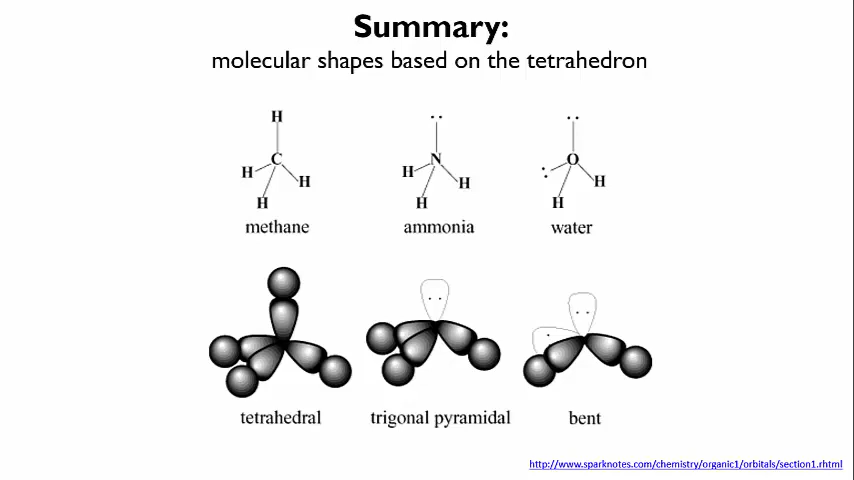 Summary:
molecular shapes based on the tetrahedron
H
C
H
H
H
methane
N
H
H
H
ammonia
O
H
H
water
tetrahedral
trigonal pyramidal
bent
http://www.sparknotes.com/chemistry/organic1/orbitals/section1.rhtml